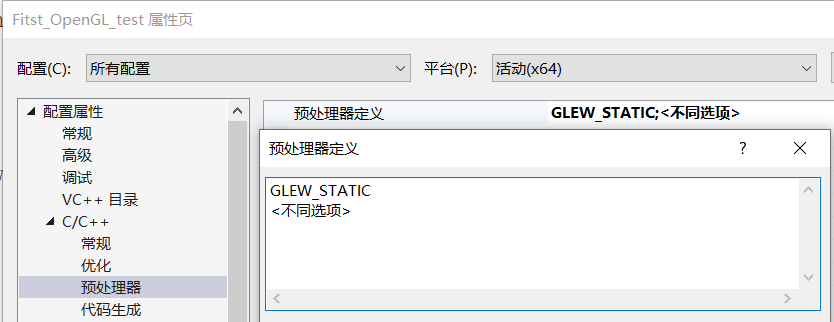 Fitst_OpenGL_test 属性页
配置(C): 所有配置 平台(P): 活动(x64)
配置属性
常规
高级
调试
VC++ 目录
C/C++
常规
优化
预处理器
代码生成
预处理器定义 GLEW_STATIC;<不同选项>
预处理器定义 ?
GLEW_STATIC
<不同选项>